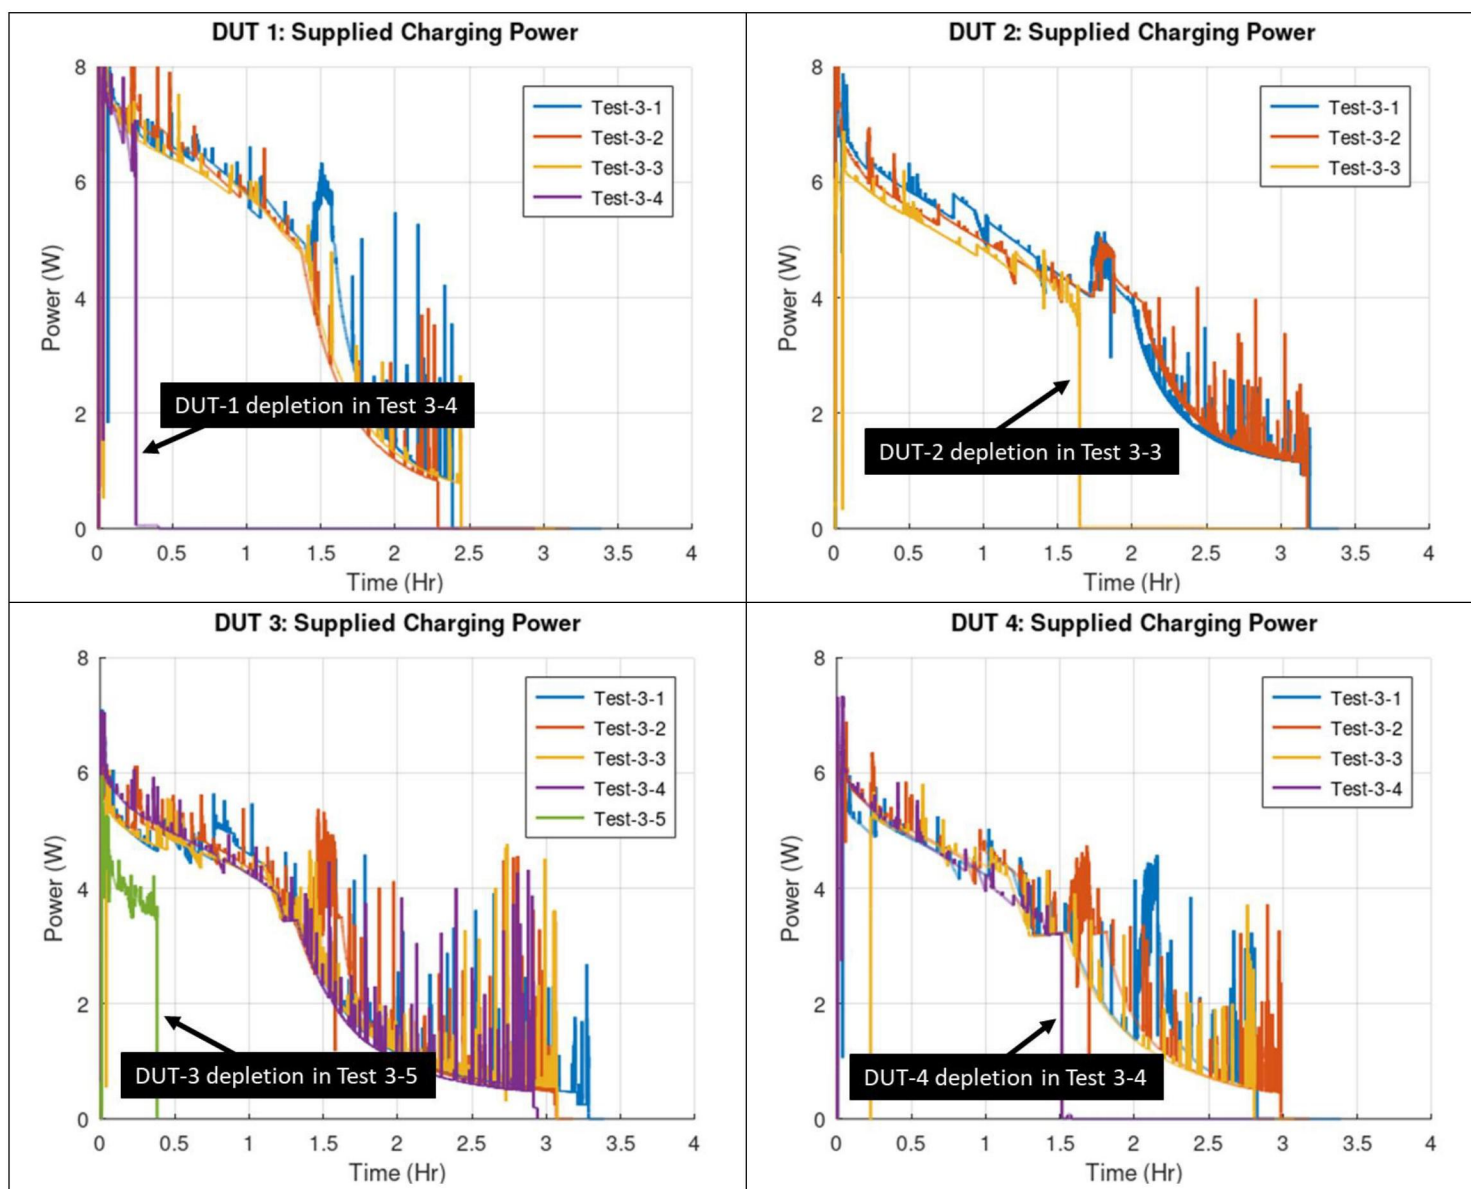 DUT 1: Supplied Charging Power
8
6
4
2
0
Power (W)
Test-3-1
Test-3-2
Test-3-3
Test-3-4
DUT-1 depletion in Test 3-4
0 0.5 1 1.5 2 2.5 3 3.5 4
Time (Hr)
DUT 2: Supplied Charging Power
8
6
4
2
0
Power (W)
Test-3-1
Test-3-2
Test-3-3
DUT-2 depletion in Test 3-3
0 0.5 1 1.5 2 2.5 3 3.5 4
Time (Hr)
DUT 3: Supplied Charging Power
8
6
4
2
0
Power (W)
Test-3-1
Test-3-2
Test-3-3
Test-3-4
Test-3-5
DUT-3 depletion in Test 3-5
0 0.5 1 1.5 2 2.5 3 3.5 4
Time (Hr)
DUT 4: Supplied Charging Power
8
6
4
2
0
Power (W)
Test-3-1
Test-3-2
Test-3-3
Test-3-4
DUT-4 depletion in Test 3-4
0 0.5 1 1.5 2 2.5 3 3.5 4
Time (Hr)